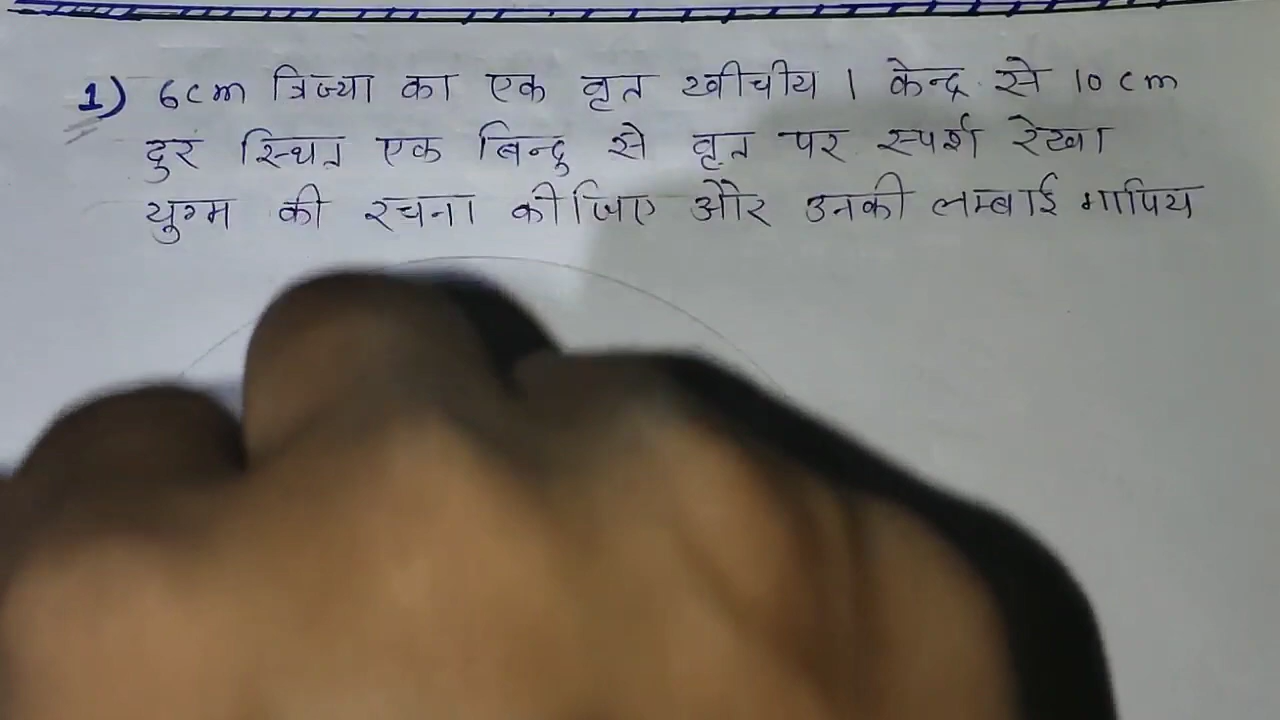 1) 6cm त्रिज्या का एक वृत खीचीय । केन्द्र से 10 cm
दुर स्थित एक बिन्दु से वृत पर स्पर्श रेखा
युग्म की रचना कीजिए और उनकी लम्बाई मापिय